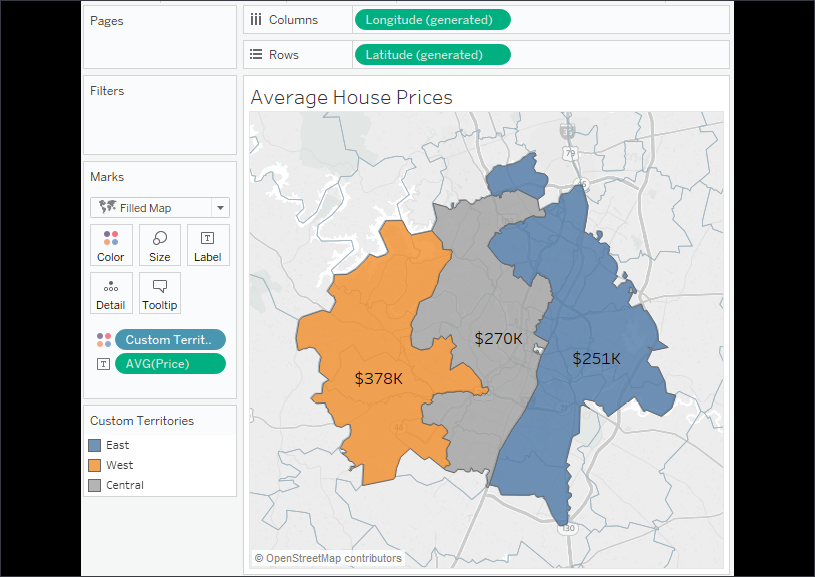 Pages
Columns
Longitude (generated)
Rows
Latitude (generated)
Filters
Marks
Filled Map
Color
Size
Label
Detail
Tooltip
Custom Territ..
AVG(Price)
Custom Territories
East
West
Central
Average House Prices
79
$270K
$251K
$378K
130
© OpenStreetMap contributors